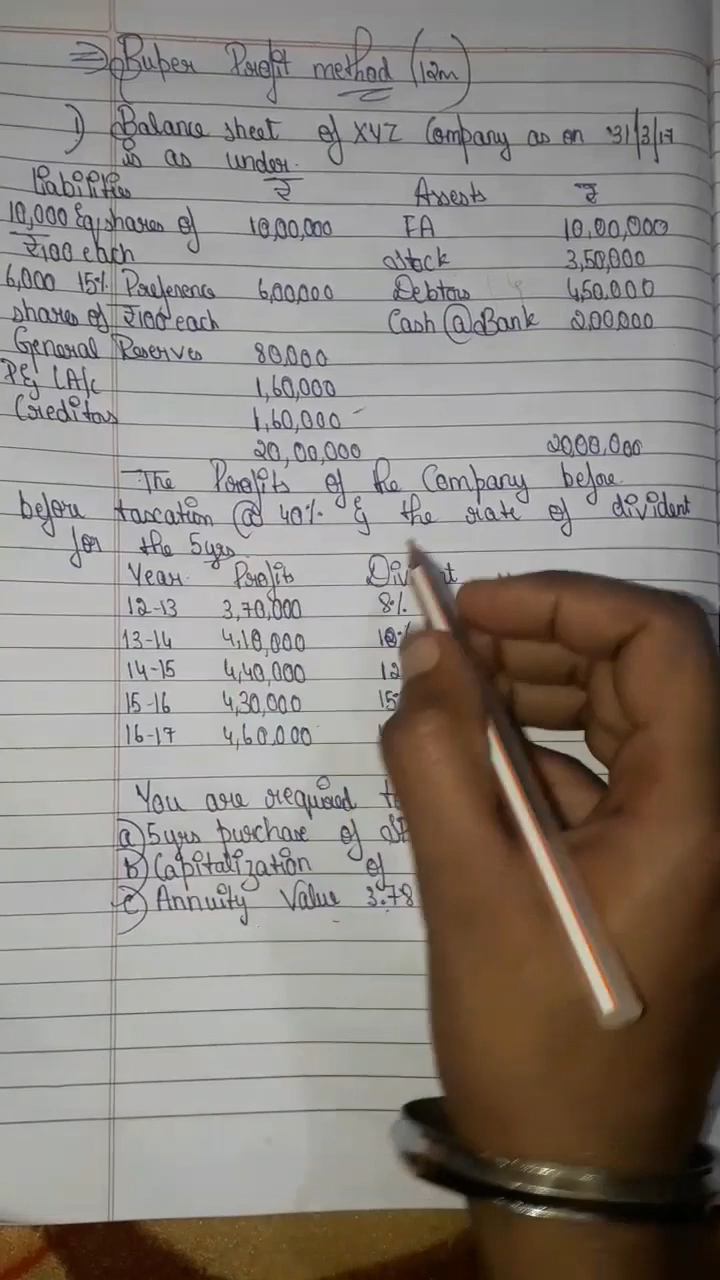 ⇒ Super Profit method (12m)
1) Balance sheet of XYZ Company as on 31/3/17
is as under.
Liabilities ₹ Assests ₹
10,000 Eq shares of 10,00,000 FA 10,00,000
₹100 each Stock 3,50,000
6,000 15% Preference 6,00,000 Debtors 4,50,000
shares of ₹100 each Cash @ Bank 2,00,000
General Reserves 80,000
P & L A/c 1,60,000
Creditors 1,60,000
20,00,000 20,00,000
The Profits of the Company before
before taxation @ 40% & the rate of divident
for the 5yrs
Year Profit
12-13 3,70,000 8%
13-14 4,10,000 10%
14-15 4,40,000 12
15-16 4,30,000 15
16-17 4,60,000
You are required
a) 5yrs purchase of
b) Capitalization of
c) Annuity Value 3.78